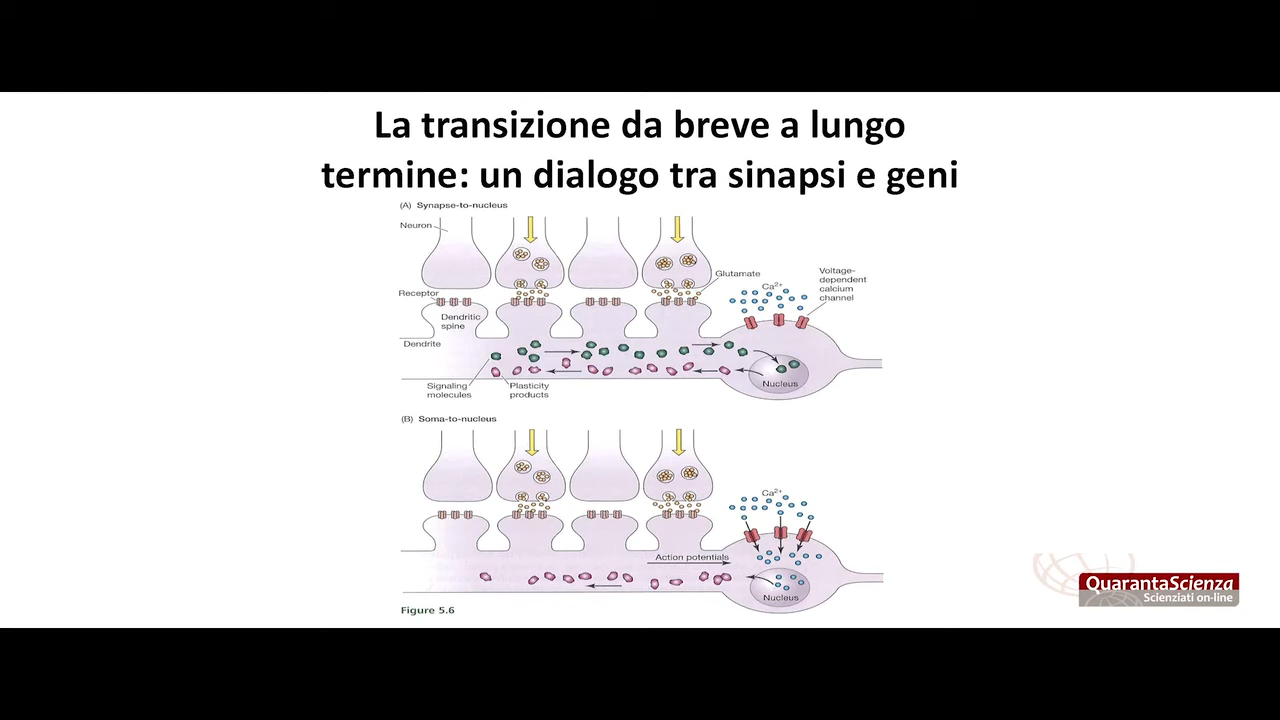 La transizione da breve a lungo
termine: un dialogo tra sinapsi e geni
(A) Synapse-to-nucleus
Neuron
Glutamate
Voltage-
dependent
calcium
channel
Ca2+
Receptor
Dendritic
spine
Dendrite
Signaling
molecules
Plasticity
products
Nucleus
(B) Soma-to-nucleus
Ca2+
Action potentials
Nucleus
Figure 5.6
QuarantaScienza
Scienziati on-line